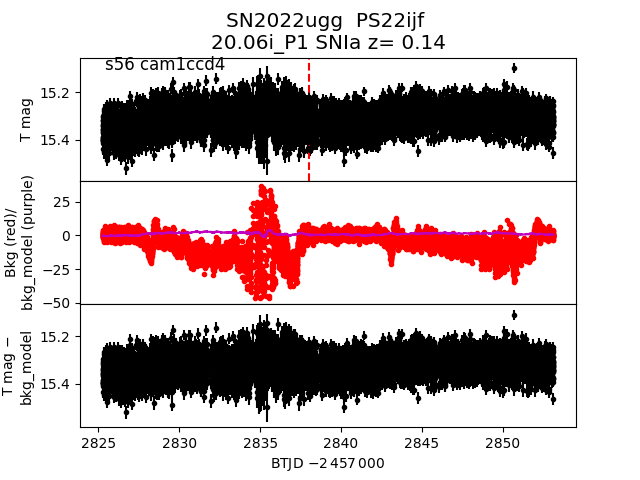 SN2022ugg  PS22ijf
20.06i_P1 SNIa z= 0.14
s56 cam1ccd4
T mag
15.2
15.4
Bkg (red)/
bkg_model (purple)
25
0
−25
−50
T mag −
bkg_model
15.2
15.4
2825
2830
2835
2840
2845
2850
BTJD −2 457 000